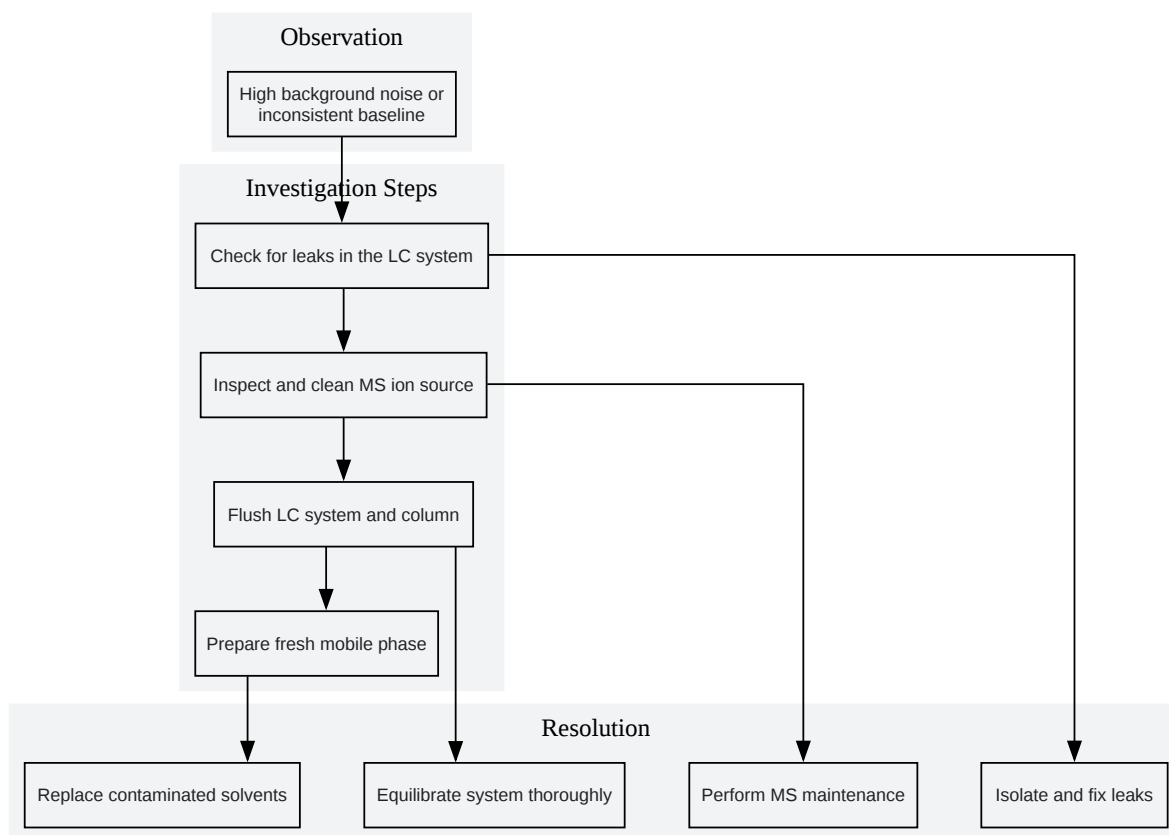 Observation
High background noise or
inconsistent baseline
Investigation Steps
Check for leaks in the LC system
Inspect and clean MS ion source
Flush LC system and column
Prepare fresh mobile phase
Resolution
Replace contaminated solvents
Equilibrate system thoroughly
Perform MS maintenance
Isolate and fix leaks